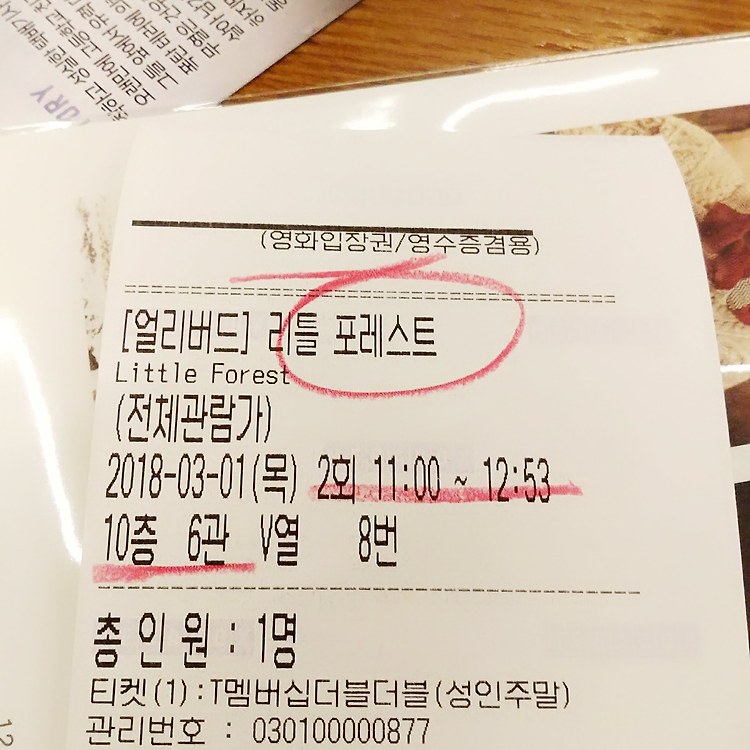 (영화입장권/영수증겸용)
[얼리버드] 리틀 포레스트
Little Forest
(전체관람가)
2018-03-01(목) 2회 11:00 ~ 12:53
10층 6관 V열 8번
총 인 원 : 1명
티켓(1) : T멤버십더블더블(성인주말)
관리번호 : 030100000877
12